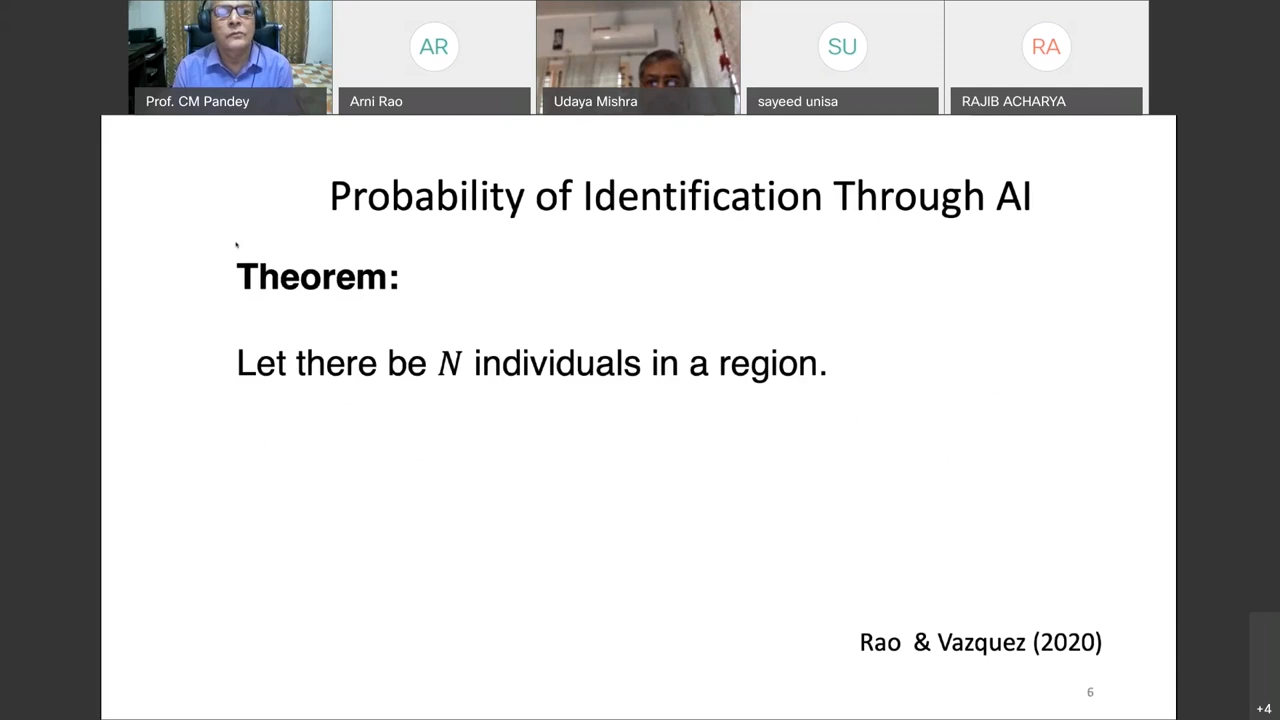 AR
SU
RA
Prof. CM Pandey
Arni Rao
Udaya Mishra
sayeed unisa
RAJIB ACHARYA
Probability of Identification Through AI
Theorem:
Let there be N individuals in a region.
Rao & Vazquez (2020)
6
+4